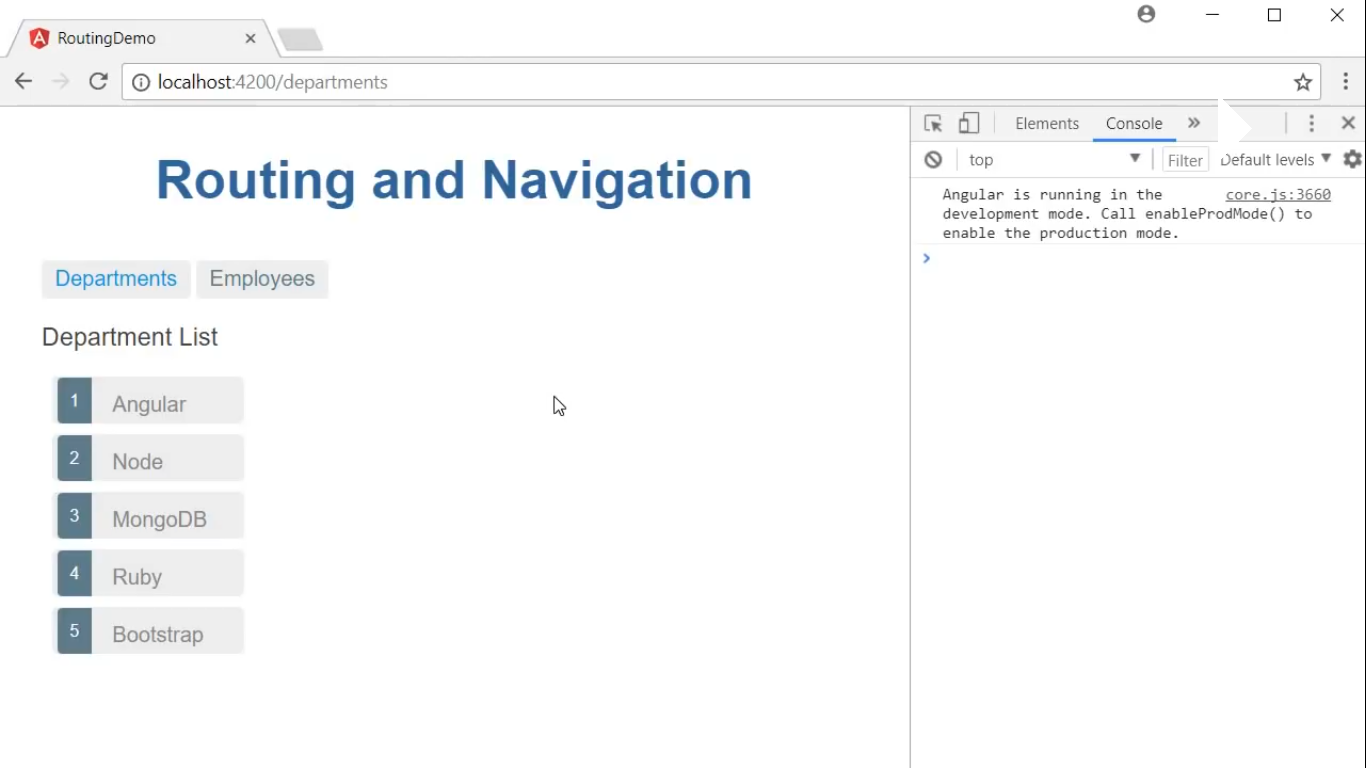 RoutingDemo
localhost:4200/departments
Routing and Navigation
Departments Employees
Department List
1 Angular
2 Node
3 MongoDB
4 Ruby
5 Bootstrap
Elements Console
top Filter Default levels
Angular is running in the core.js:3660
development mode. Call enableProdMode() to
enable the production mode.